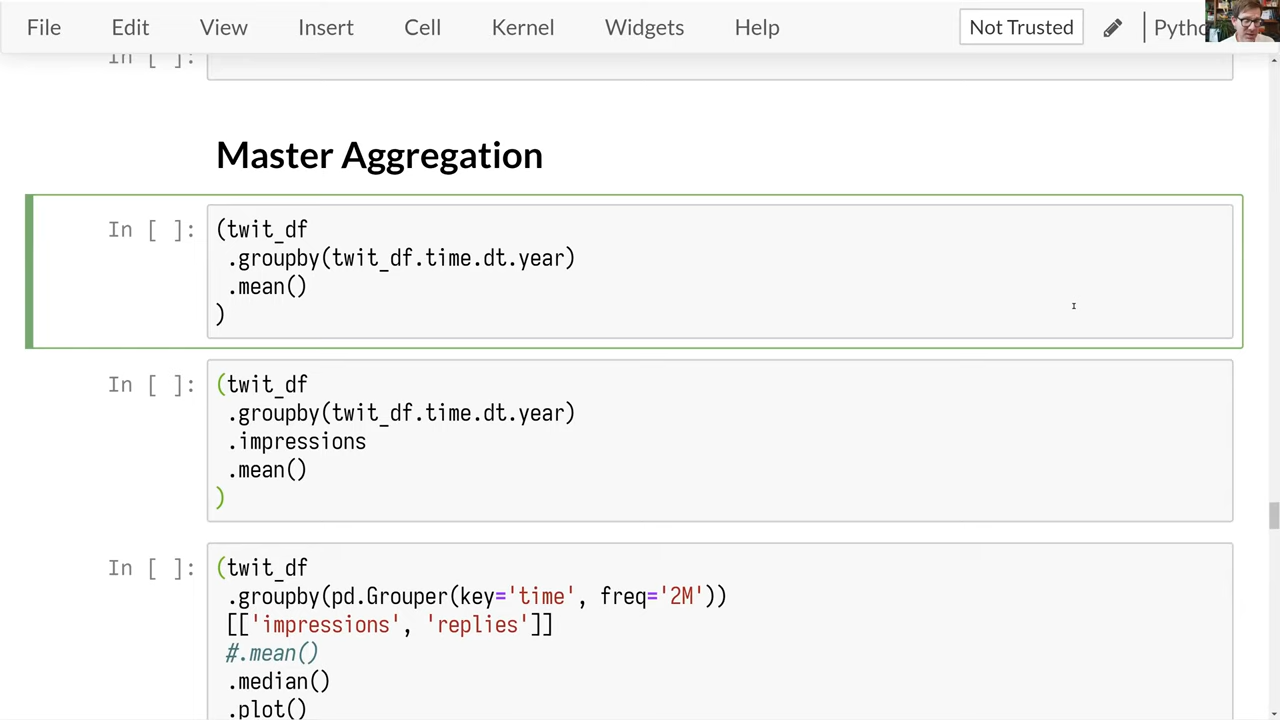 File Edit View Insert Cell Kernel Widgets Help Not Trusted
In [ ]:
Master Aggregation
In [ ]:
(twit_df
.groupby(twit_df.time.dt.year)
.mean()
)
In [ ]:
(twit_df
.groupby(twit_df.time.dt.year)
.impressions
.mean()
)
In [ ]:
(twit_df
.groupby(pd.Grouper(key='time', freq='2M'))
[['impressions', 'replies']]
#.mean()
.median()
.plot()